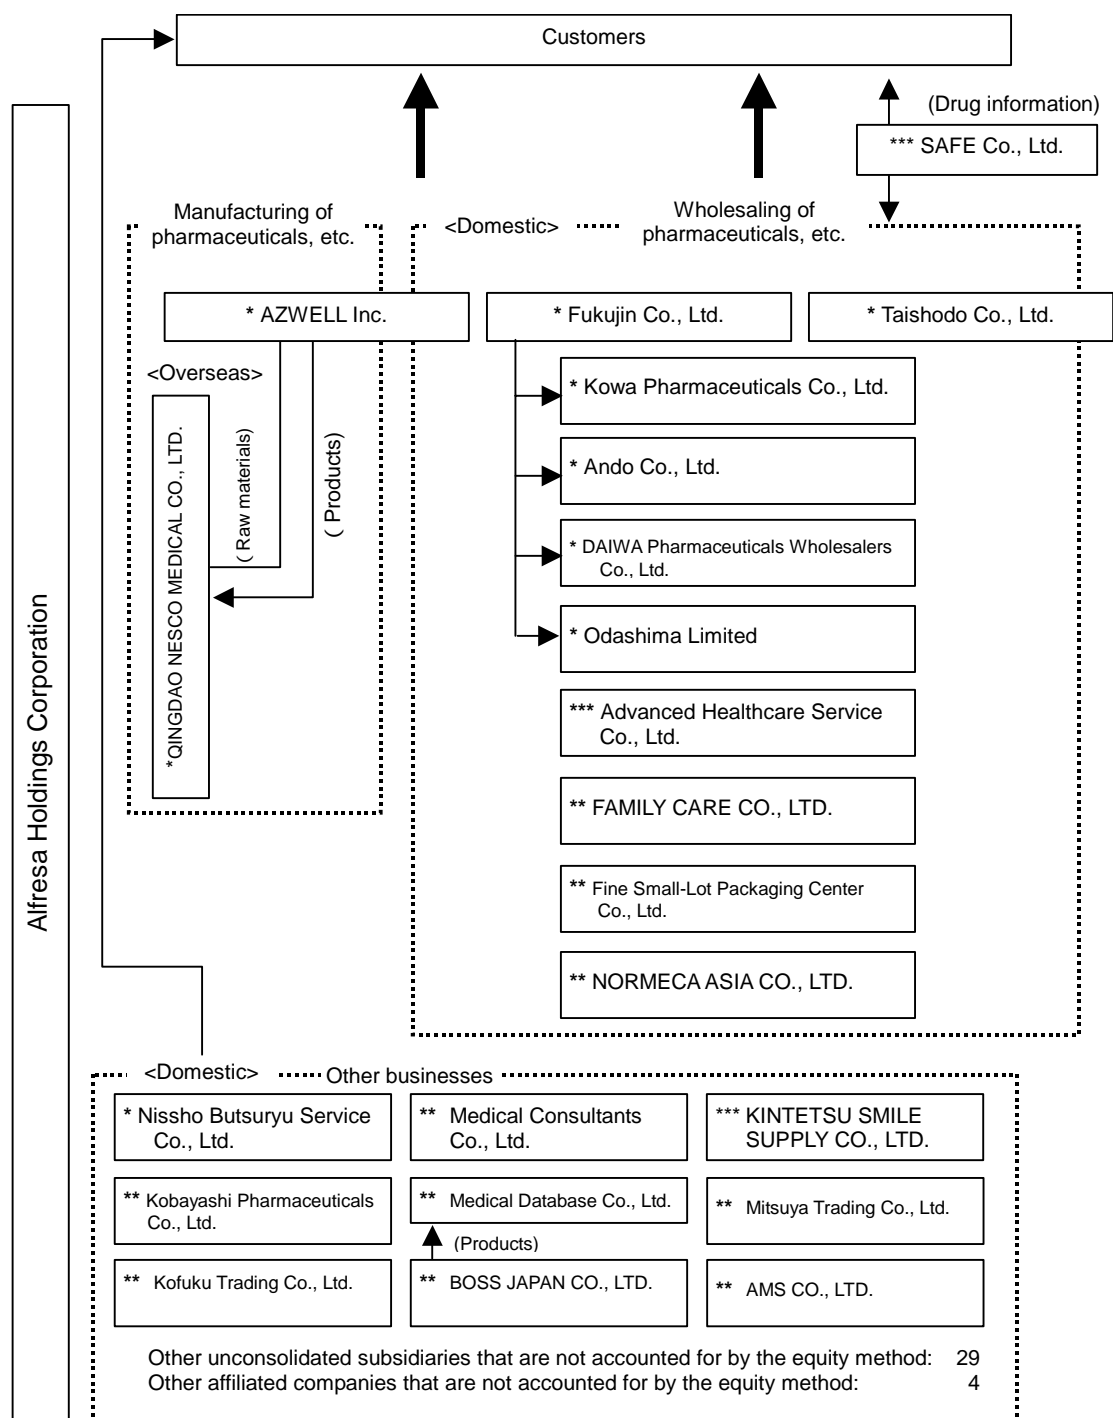 Customers
(Drug information)
*** SAFE Co., Ltd.
Alfresa Holdings Corporation
Manufacturing of
pharmaceuticals, etc.
<Domestic>
Wholesaling of
pharmaceuticals, etc.
* AZWELL Inc.
* Fukujin Co., Ltd.
* Taishodo Co., Ltd.
<Overseas>
*QINGDAO NESCO MEDICAL CO., LTD.
( Raw materials)
( Products)
* Kowa Pharmaceuticals Co., Ltd.
* Ando Co., Ltd.
* DAIWA Pharmaceuticals Wholesalers
Co., Ltd.
* Odashima Limited
*** Advanced Healthcare Service
Co., Ltd.
** FAMILY CARE CO., LTD.
** Fine Small-Lot Packaging Center
Co., Ltd.
** NORMECA ASIA CO., LTD.
<Domestic>
Other businesses
* Nissho Butsuryu Service
Co., Ltd.
** Medical Consultants
Co., Ltd.
*** KINTETSU SMILE
SUPPLY CO., LTD.
** Kobayashi Pharmaceuticals
Co., Ltd.
** Medical Database Co., Ltd.
** Mitsuya Trading Co., Ltd.
(Products)
** Kofuku Trading Co., Ltd.
** BOSS JAPAN CO., LTD.
** AMS CO., LTD.
Other unconsolidated subsidiaries that are not accounted for by the equity method: 29
Other affiliated companies that are not accounted for by the equity method: 4